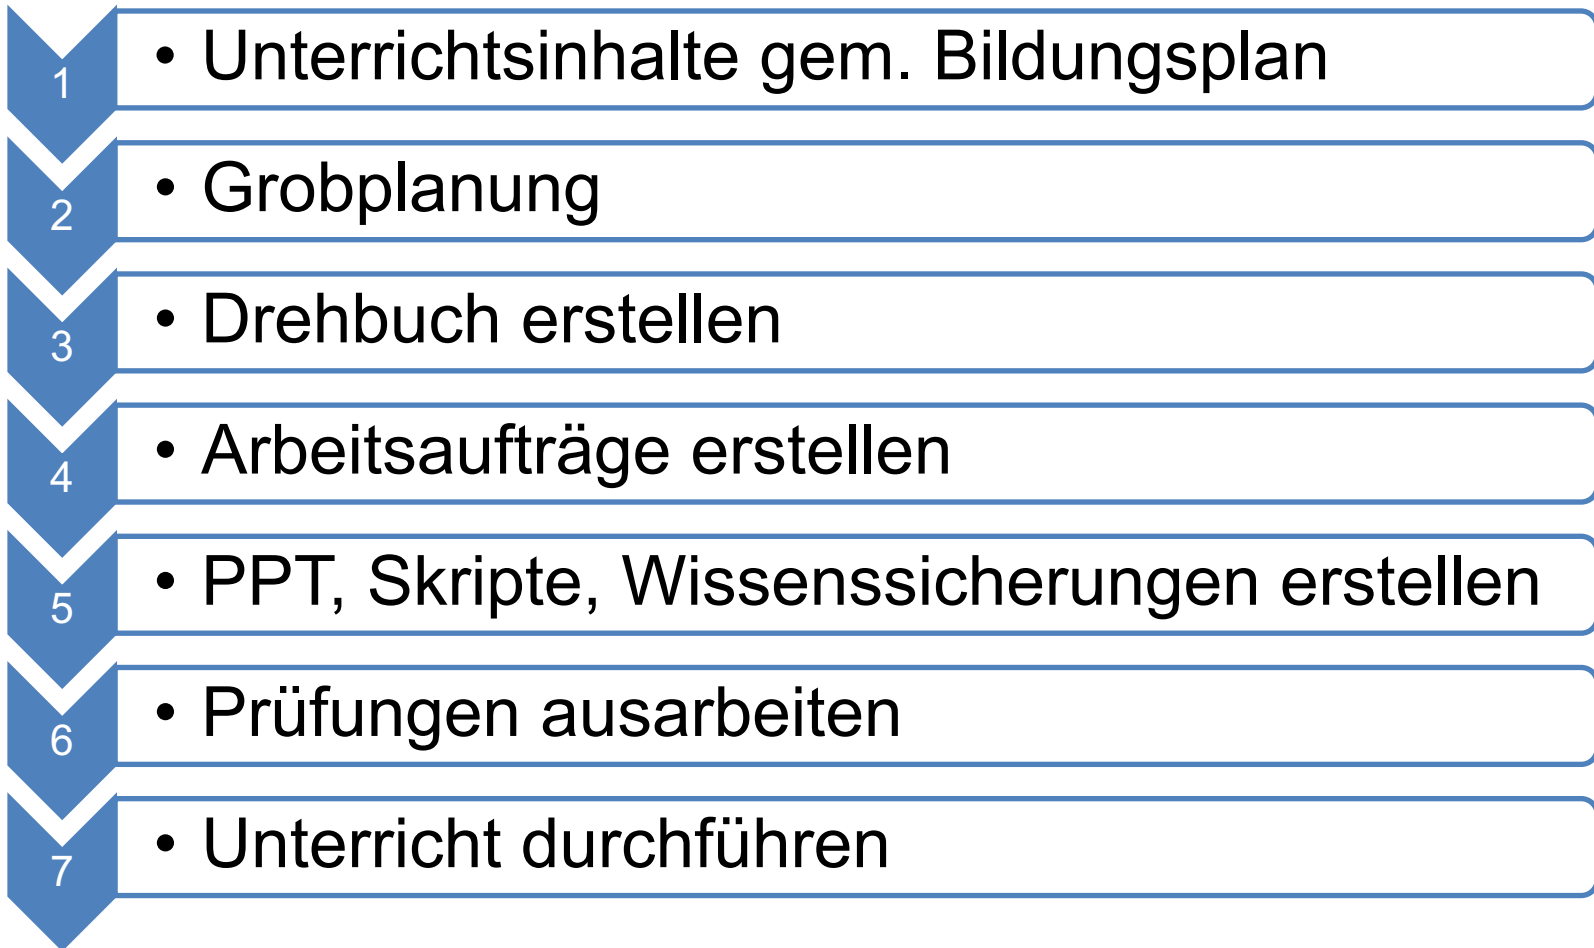 1 • Unterrichtsinhalte gem. Bildungsplan
2 • Grobplanung
3 • Drehbuch erstellen
4 • Arbeitsaufträge erstellen
5 • PPT, Skripte, Wissenssicherungen erstellen
6 • Prüfungen ausarbeiten
7 • Unterricht durchführen